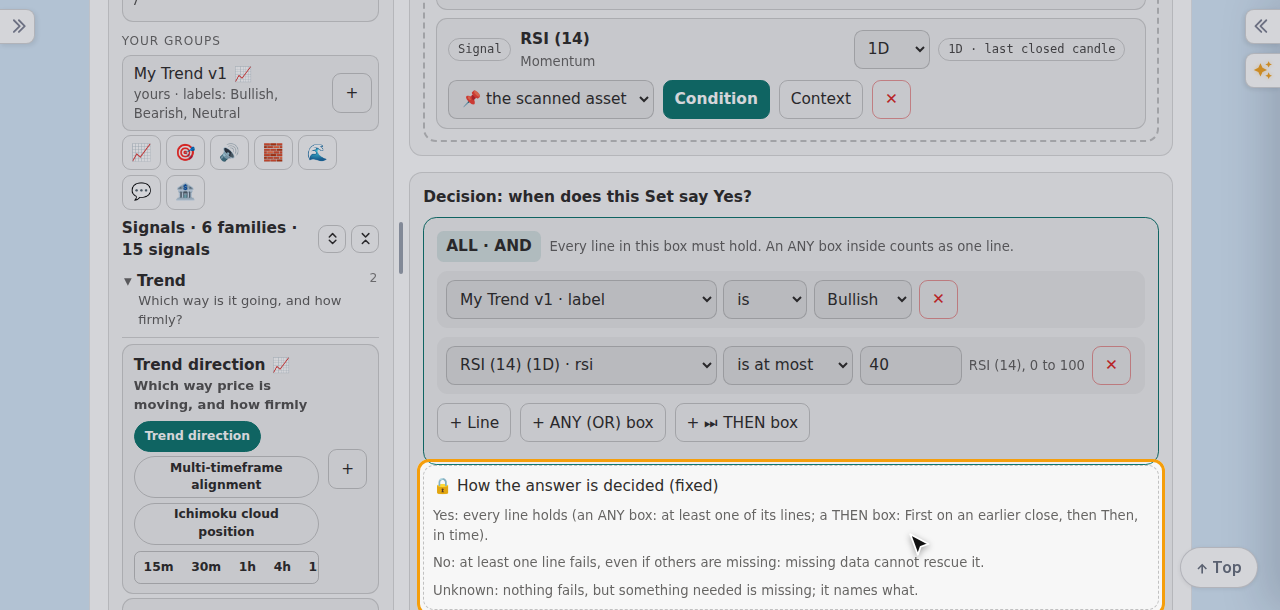 YOUR GROUPS
My Trend v1 📈
yours · labels: Bullish,
Bearish, Neutral
+
Signals · 6 families ·
15 signals
▾ Trend
2
Which way is it going, and how
firmly?
Trend direction 📈
Which way price is
moving, and how firmly
Trend direction
Multi-timeframe
alignment
+
Ichimoku cloud
position
15m 30m 1h 4h 1
Signal
RSI (14)
Momentum
1D
1D · last closed candle
📌 the scanned asset
Condition
Context
✕
Decision: when does this Set say Yes?
ALL · AND
Every line in this box must hold. An ANY box inside counts as one line.
My Trend v1 · label
is
Bullish
✕
RSI (14) (1D) · rsi
is at most
40
RSI (14), 0 to 100
✕
+ Line
+ ANY (OR) box
+ ⏭ THEN box
🔒 How the answer is decided (fixed)
Yes: every line holds (an ANY box: at least one of its lines; a THEN box: First on an earlier close, then Then,
in time).
No: at least one line fails, even if others are missing: missing data cannot rescue it.
Unknown: nothing fails, but something needed is missing; it names what.
↑ Top